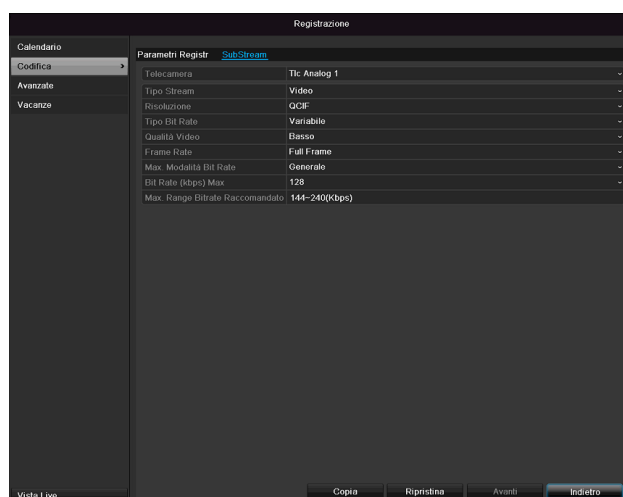 Registrazione
Calendario
Codifica
Avanzate
Vacanze
Parametri Registr SubStream
Telecamera Tlc Analog 1
Tipo Stream Video
Risoluzione QCIF
Tipo Bit Rate Variabile
Qualità Video Basso
Frame Rate Full Frame
Max. Modalità Bit Rate Generale
Bit Rate (kbps) Max 128
Max. Range Bitrate Raccomandato 144~240(Kbps)
Vista Live
Copia Ripristina Avanti Indietro